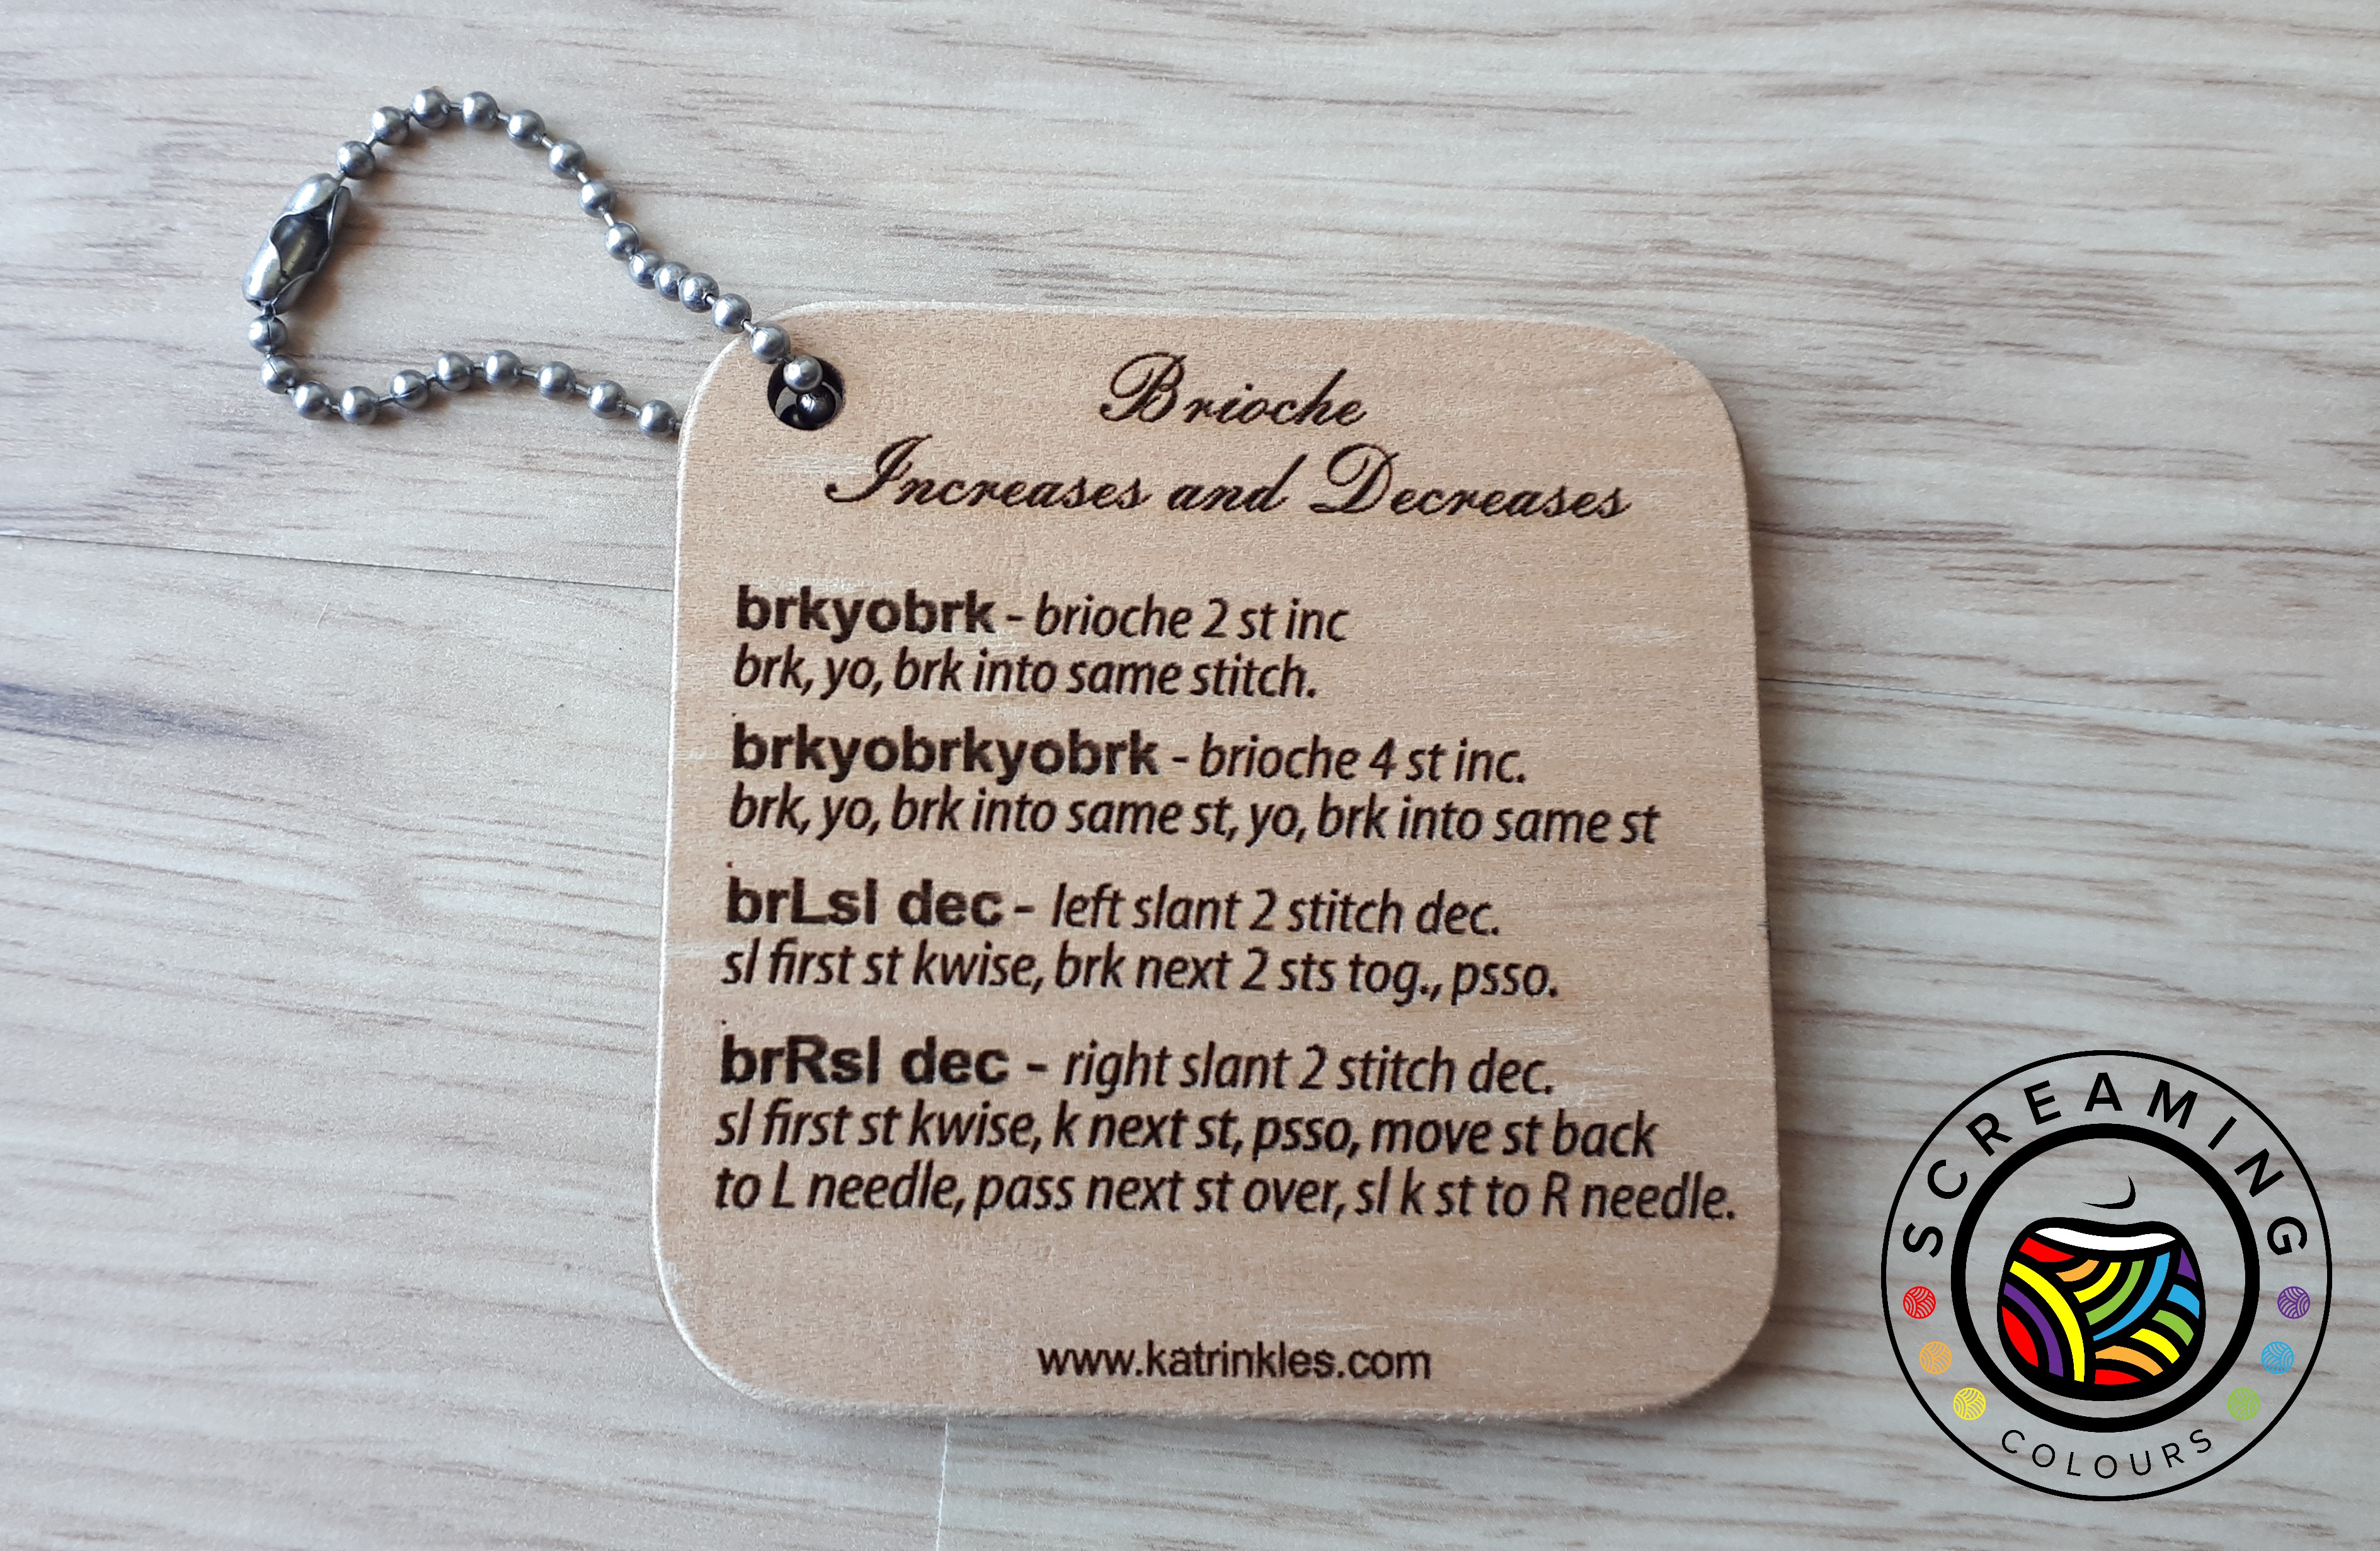 Brioche
Increases and Decreases
brkyobrk - brioche 2 st inc
brk, yo, brk into same stitch.
brkyobrkyobrk - brioche 4 st inc.
brk, yo, brk into same st, yo, brk into same st
brLsl dec - left slant 2 stitch dec.
sl first st kwise, brk next 2 sts tog., psso.
brRsl dec - right slant 2 stitch dec.
sl first st kwise, k next st, psso, move st back
to L needle, pass next st over, sl k st to R needle.
www.katrinkles.com
SCREAMING
COLOURS